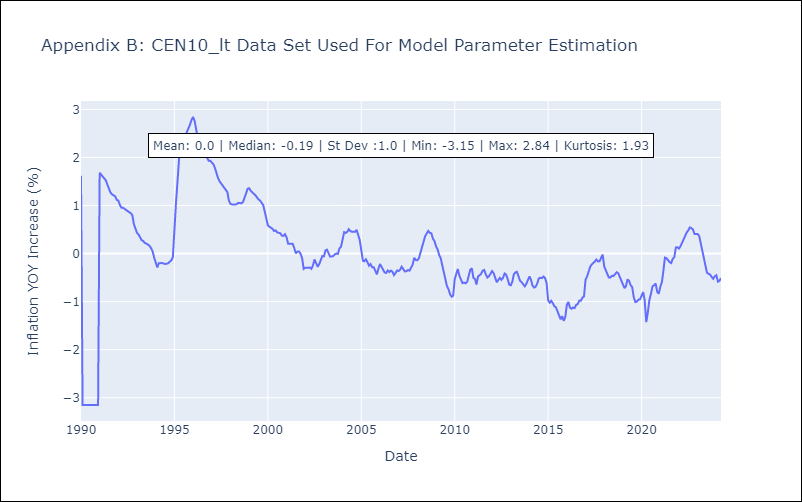 Appendix B: CEN10_lt Data Set Used For Model Parameter Estimation
3
Mean: 0.0 | Median: -0.19 | St Dev :1.0 | Min: -3.15 | Max: 2.84 | Kurtosis: 1.93
2
1
0
−1
−2
−3
Inflation YOY Increase (%)
1990 1995 2000 2005 2010 2015 2020
Date